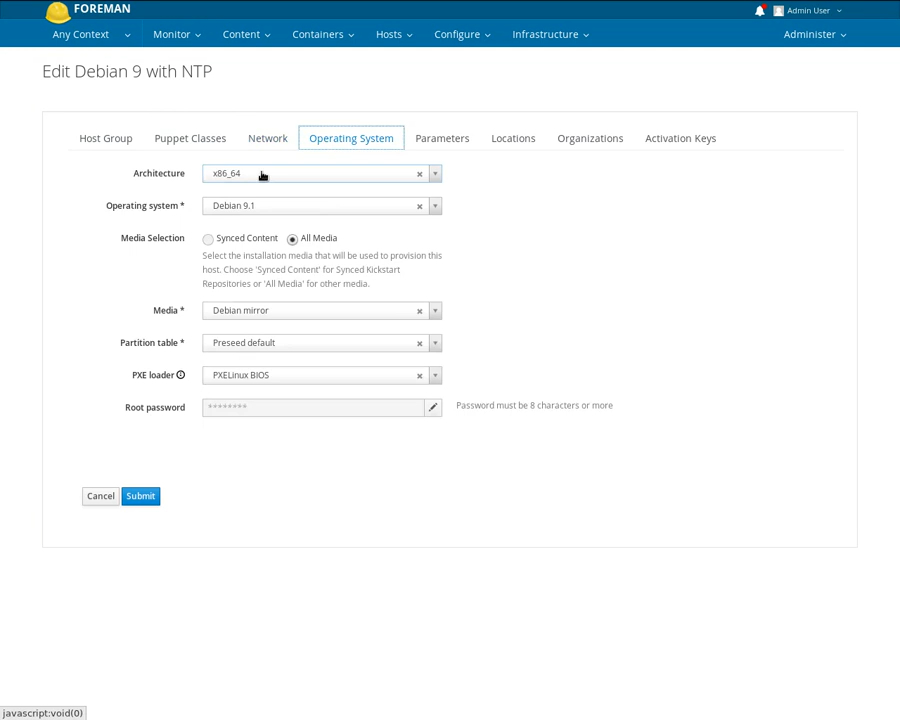 FOREMAN
Admin User
Any Context Monitor Content Containers Hosts Configure Infrastructure Administer
Edit Debian 9 with NTP
Host Group Puppet Classes Network Operating System Parameters Locations Organizations Activation Keys
Architecture x86_64
Operating system * Debian 9.1
Media Selection Synced Content All Media
Select the installation media that will be used to provision this
host. Choose 'Synced Content' for Synced Kickstart
Repositories or 'All Media' for other media.
Media * Debian mirror
Partition table * Preseed default
PXE loader PXELinux BIOS
Root password ******** Password must be 8 characters or more
Cancel Submit
javascript:void(0)